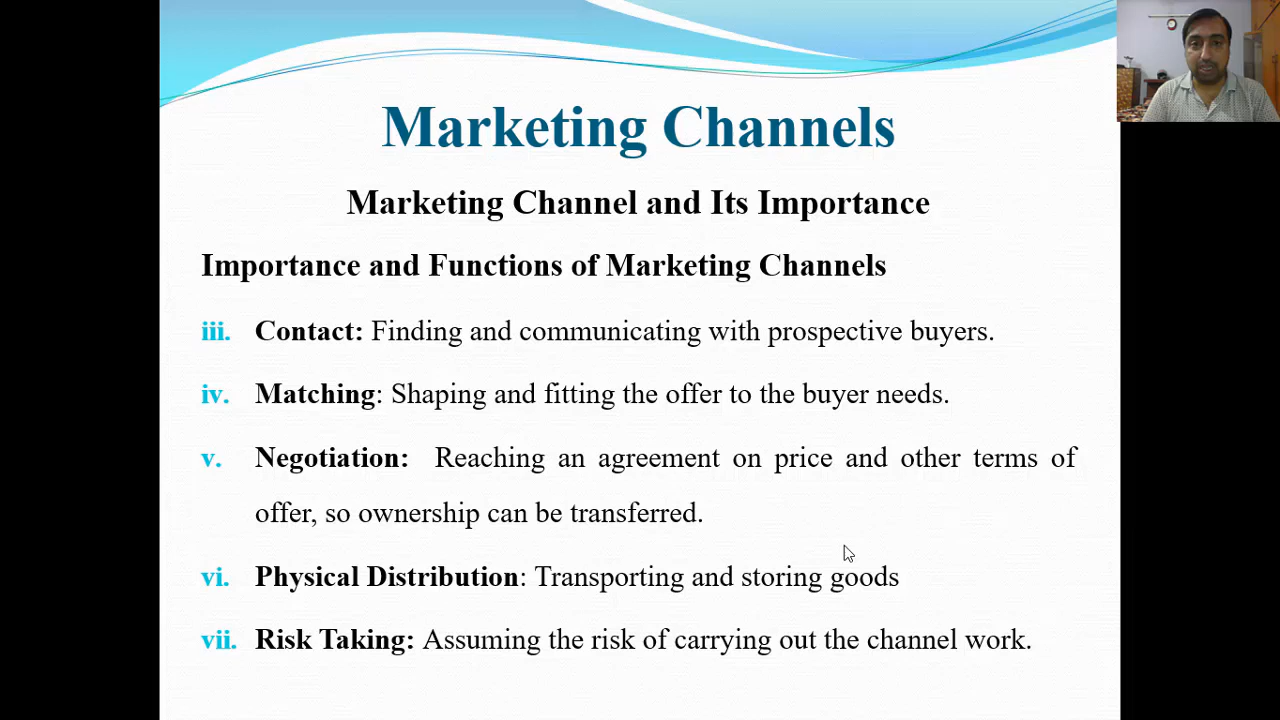 Marketing Channels
Marketing Channel and Its Importance
Importance and Functions of Marketing Channels
iii. Contact: Finding and communicating with prospective buyers.
iv. Matching: Shaping and fitting the offer to the buyer needs.
v. Negotiation: Reaching an agreement on price and other terms of
offer, so ownership can be transferred.
vi. Physical Distribution: Transporting and storing goods
vii. Risk Taking: Assuming the risk of carrying out the channel work.